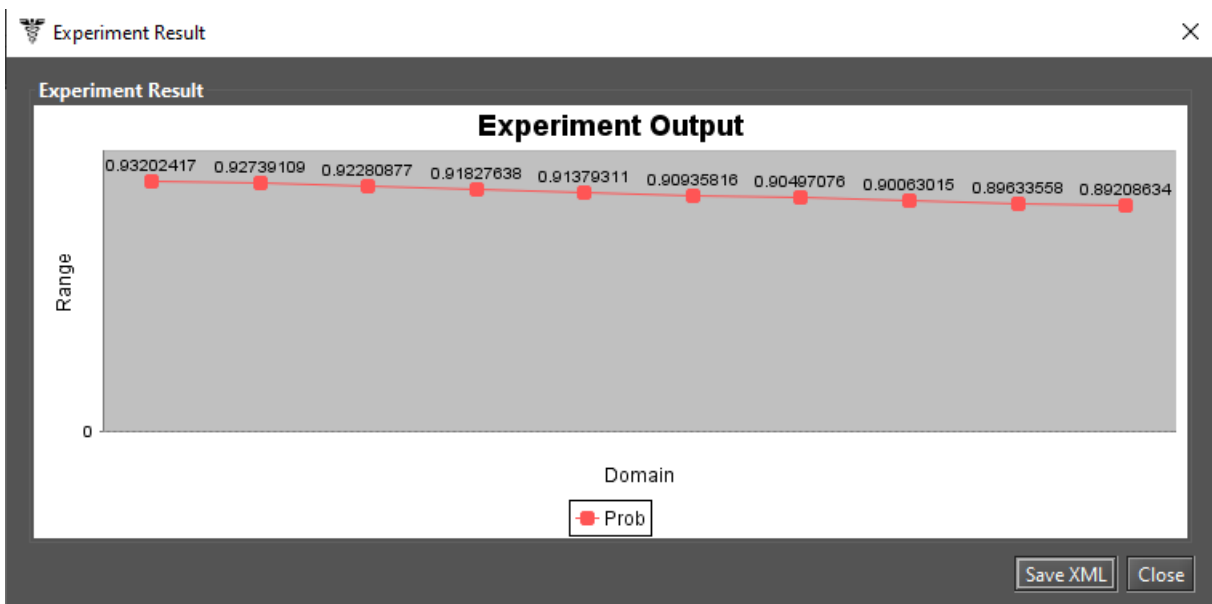 Experiment Result
Experiment Result
Experiment Output
0.93202417 0.92739109 0.92280877 0.91827638 0.91379311 0.90935816 0.90497076 0.90063015 0.89633558 0.89208634
Range
0
Domain
Prob
Save XML Close